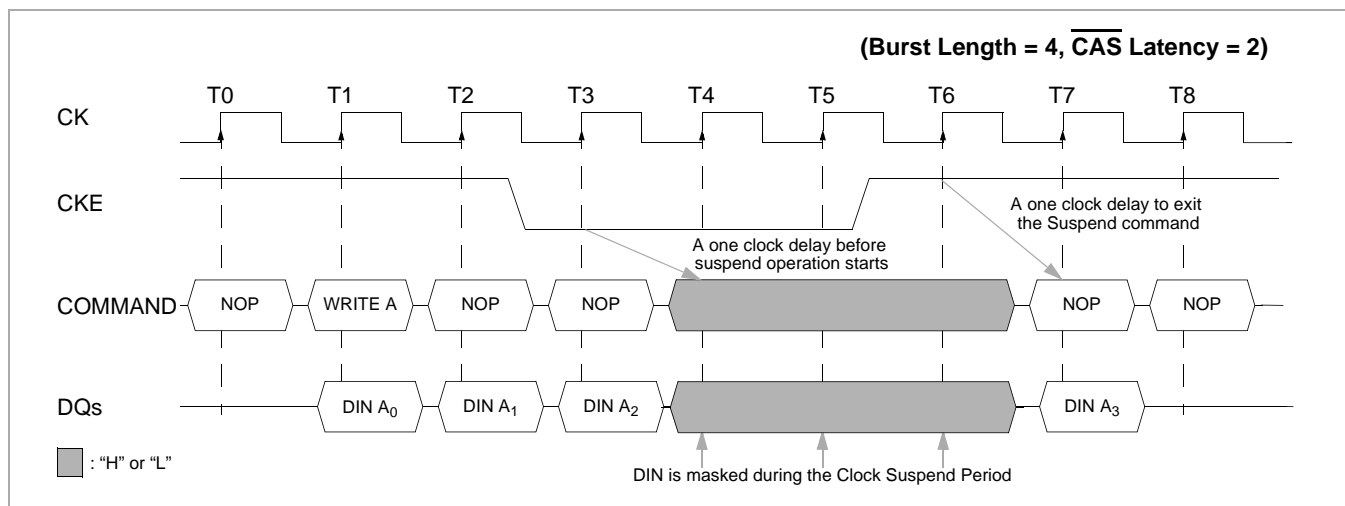 (Burst Length = 4, CAS Latency = 2)
T0 T1 T2 T3 T4 T5 T6 T7 T8
CK
CKE
A one clock delay to exit
the Suspend command
A one clock delay before
suspend operation starts
COMMAND NOP WRITE A NOP NOP NOP NOP
DQs DIN A0 DIN A1 DIN A2 DIN A3
: “H” or “L”
DIN is masked during the Clock Suspend Period